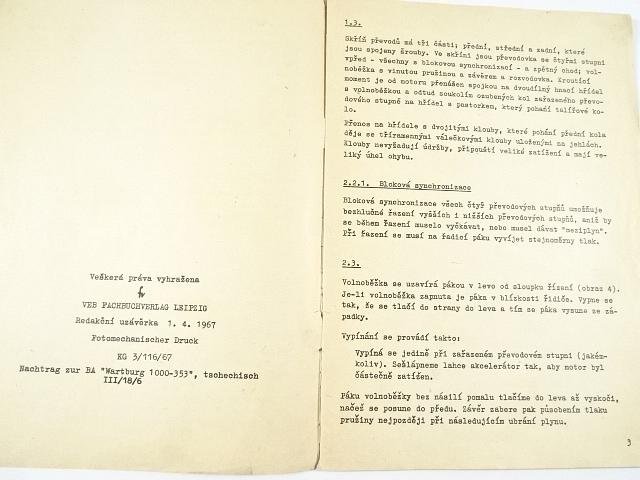 Veškerá práva vyhražena
VEB FACHBUCHVERLAG LEIPZIG
Redakční uzávěrka 1. 4. 1967
Fotomechanischer Druck
KG 3/116/67
Nachtrag zur BA "Wartburg 1000-353", tschechisch
III/18/6
1.3.
Skříň převodů má tři části; přední, střední a zadní, které
jsou spojeny šrouby. Ve skříni jsou převodovka se čtyřmi stupni
vpřed - všechny s blokovou synchronizací - a zpětný chod; vol-
noběžka s vinutou pružinou a závěrem a rozvodovka. Krouticí
moment je od motoru přenášen spojkou na dvoudílný hnací hřídel
s volnoběžkou a odtud soukolím ozubených kol zařazeného převo-
dového stupně na hřídel s pastorkem, který pohání talířové ko-
lo.
Přenos na hřídele s dvojitými klouby, které pohání přední kola
děje se tříramennými válečkovými klouby uloženými na jehlách.
Klouby nevyžadují údržby, připouští veliké zatížení a mají ve-
liký úhel ohybu.
2.2.1. Bloková synchronizace
Bloková synchronizace všech čtyř převodových stupňů umožňuje
bezhlučné řazení vyšších i nižších převodových stupňů, aniž by
se během řazení muselo vyčkávat, nebo musel dávat "meziplyn".
Při řazení se musí na řadicí páku vyvíjet stejnoměrný tlak.
2.3.
Volnoběžka se uzavírá pákou v levo od sloupku řízení (obraz 4).
Je-li volnoběžka zapnuta je páka v blízkosti řidiče. Vypne se
tak, že se tlačí do strany do leva a tím se páka vysune ze zá-
padky.
Vypínání se provádí takto:
Vypíná se jedině při zařazeném převodovém stupni (jakém-
koliv). Sešlápneme lehce akcelerátor tak, aby motor byl
částečně zatížen.
Páku volnoběžky bez násilí pomalu tlačíme do leva až vyskočí,
načež se posune do předu. Závěr zabere pak působením tlaku
pružiny nejpozději při následujícím ubrání plynu.
3